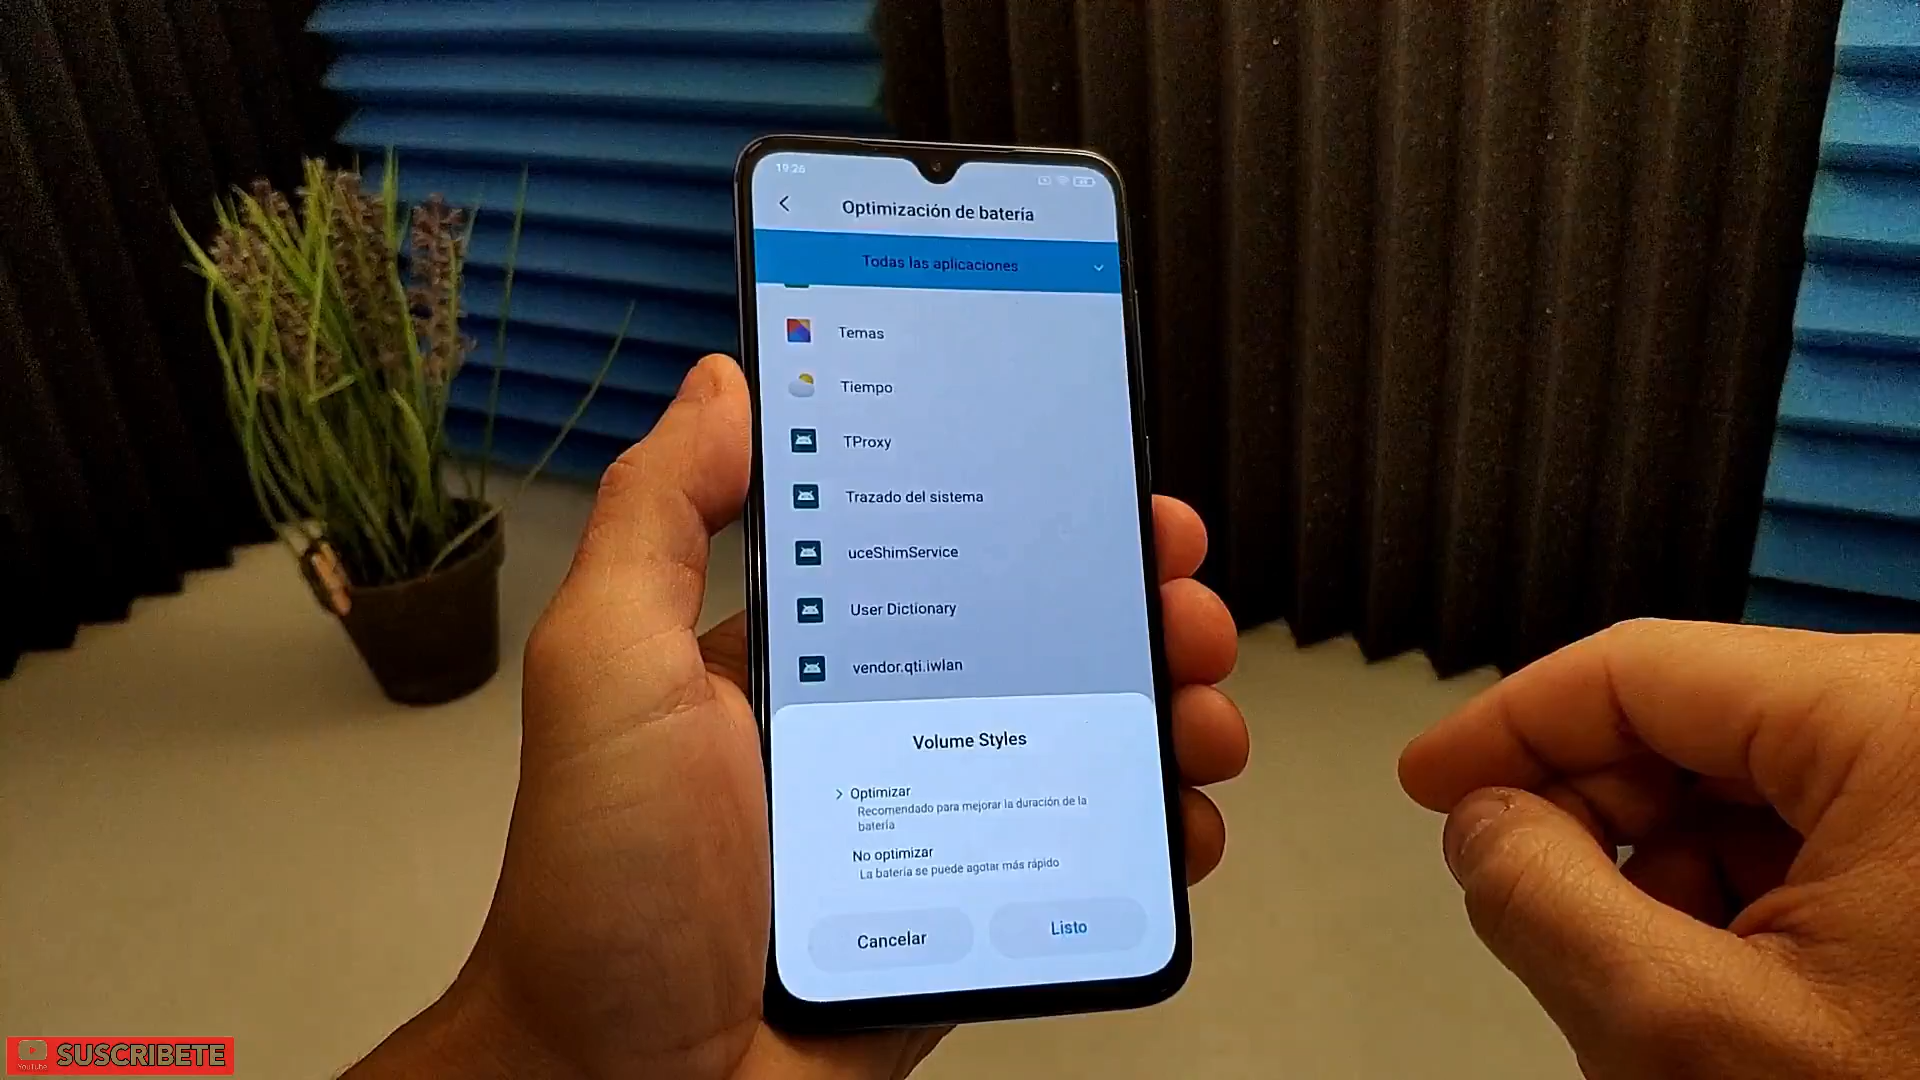 19:26
Optimización de batería
Todas las aplicaciones
Temas
Tiempo
TProxy
Trazado del sistema
uceShimService
User Dictionary
vendor.qti.iwlan
Volume Styles
Optimizar
Recomendado para mejorar la duración de la
batería
No optimizar
La batería se puede agotar más rápido
Cancelar
Listo
YouTube
SUSCRIBETE